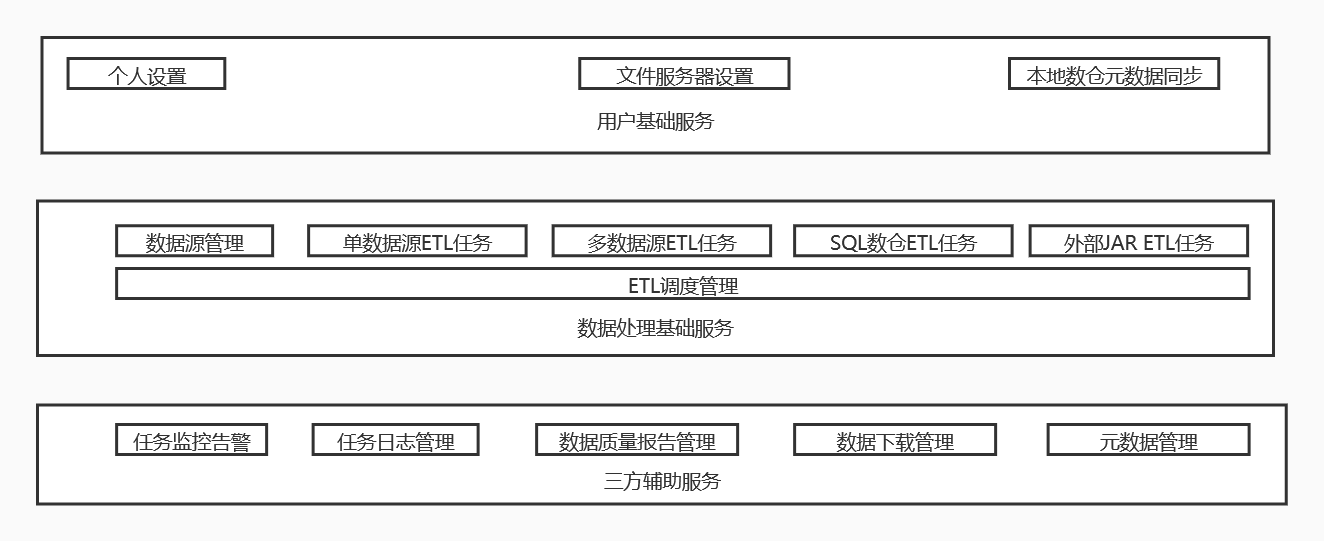 个人设置
文件服务器设置
本地数仓元数据同步
用户基础服务
数据源管理
单数据源ETL任务
多数据源ETL任务
SQL数仓ETL任务
外部JAR ETL任务
ETL调度管理
数据处理基础服务
任务监控告警
任务日志管理
数据质量报告管理
数据下载管理
元数据管理
三方辅助服务